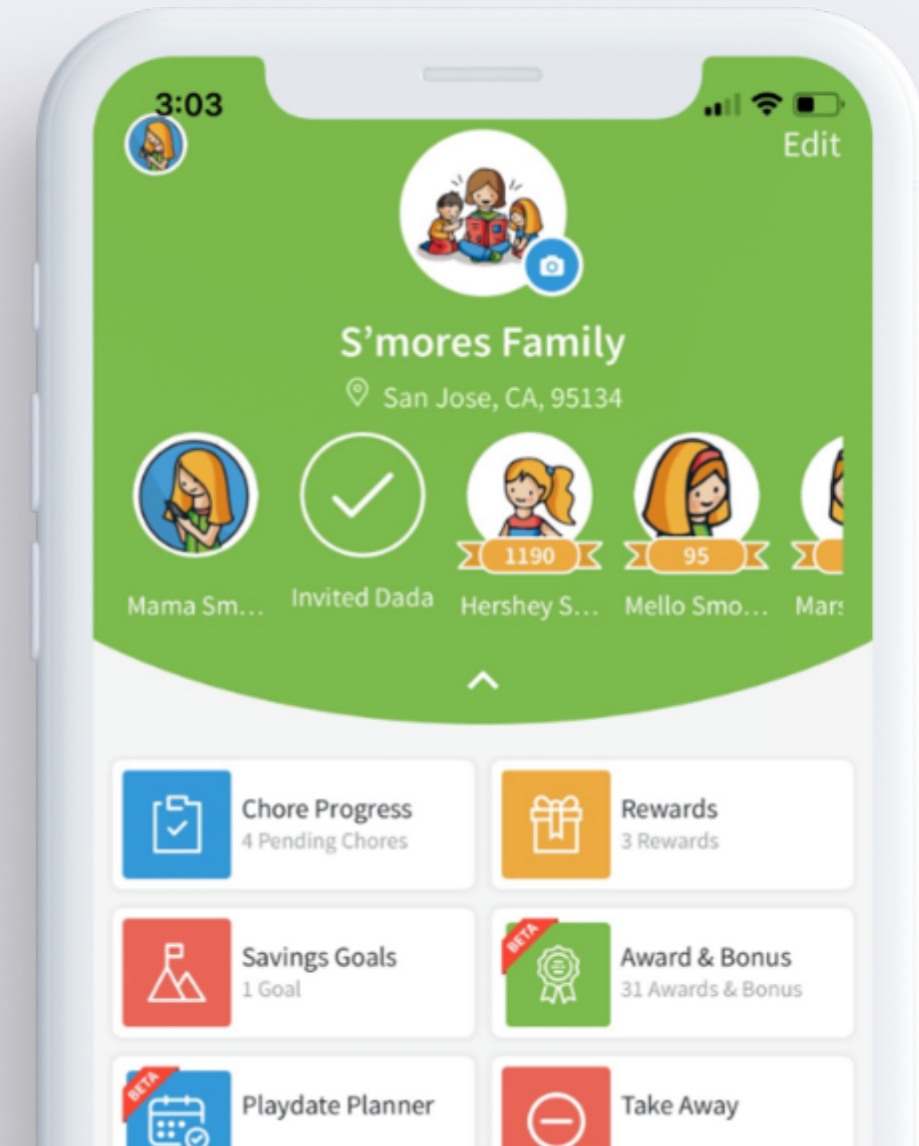 3:03
Edit
S'mores Family
San Jose, CA, 95134
1190
95
Mama Sm...
Invited Dada
Hershey S...
Mello Smo...
Mars
Chore Progress
4 Pending Chores
Rewards
3 Rewards
Savings Goals
1 Goal
BETA
Award & Bonus
31 Awards & Bonus
BETA
Playdate Planner
Take Away